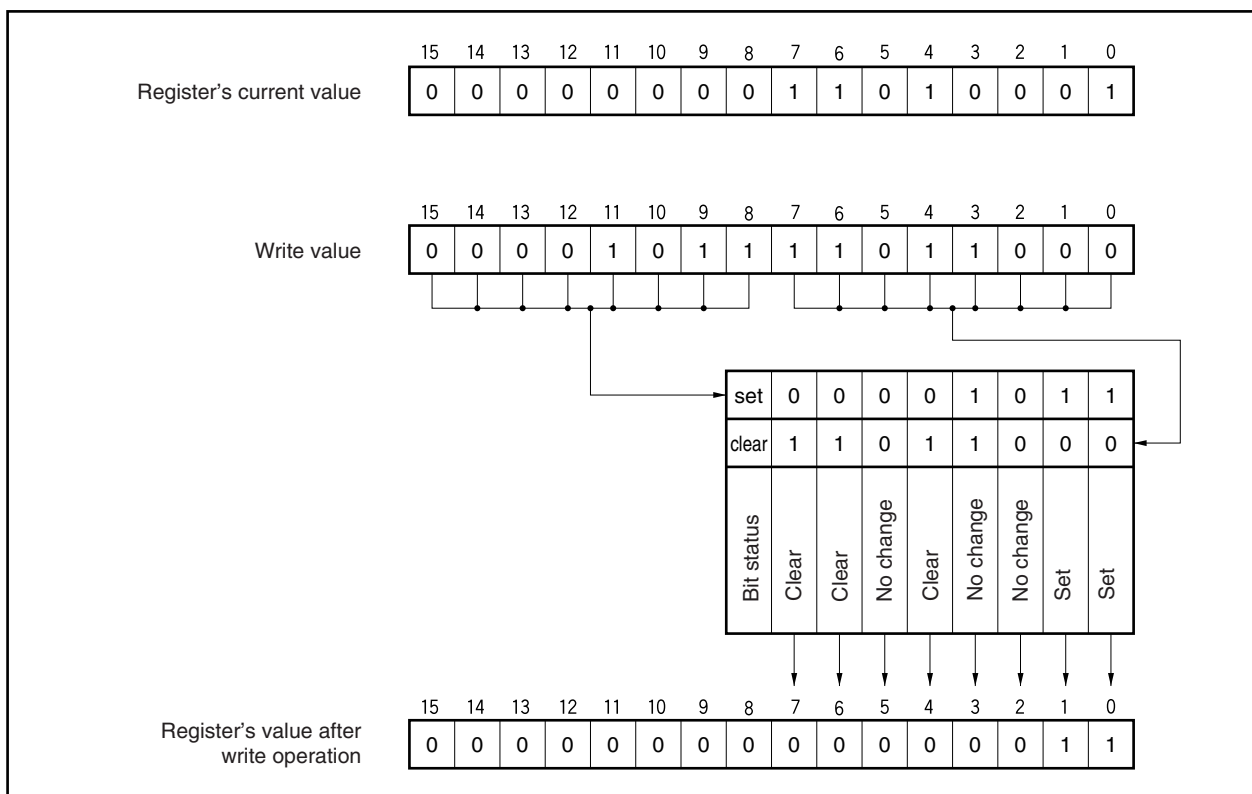 15 14 13 12 11 10 9 8 7 6 5 4 3 2 1 0
Register's current value 0 0 0 0 0 0 0 0 1 1 0 1 0 0 0 1
15 14 13 12 11 10 9 8 7 6 5 4 3 2 1 0
Write value 0 0 0 0 1 0 1 1 1 1 0 1 1 0 0 0
set 0 0 0 0 1 0 1 1
clear 1 1 0 1 1 0 0 0
Bit status Clear Clear No change Clear No change No change Set Set
15 14 13 12 11 10 9 8 7 6 5 4 3 2 1 0
Register's value after
write operation 0 0 0 0 0 0 0 0 0 0 0 0 0 0 1 1